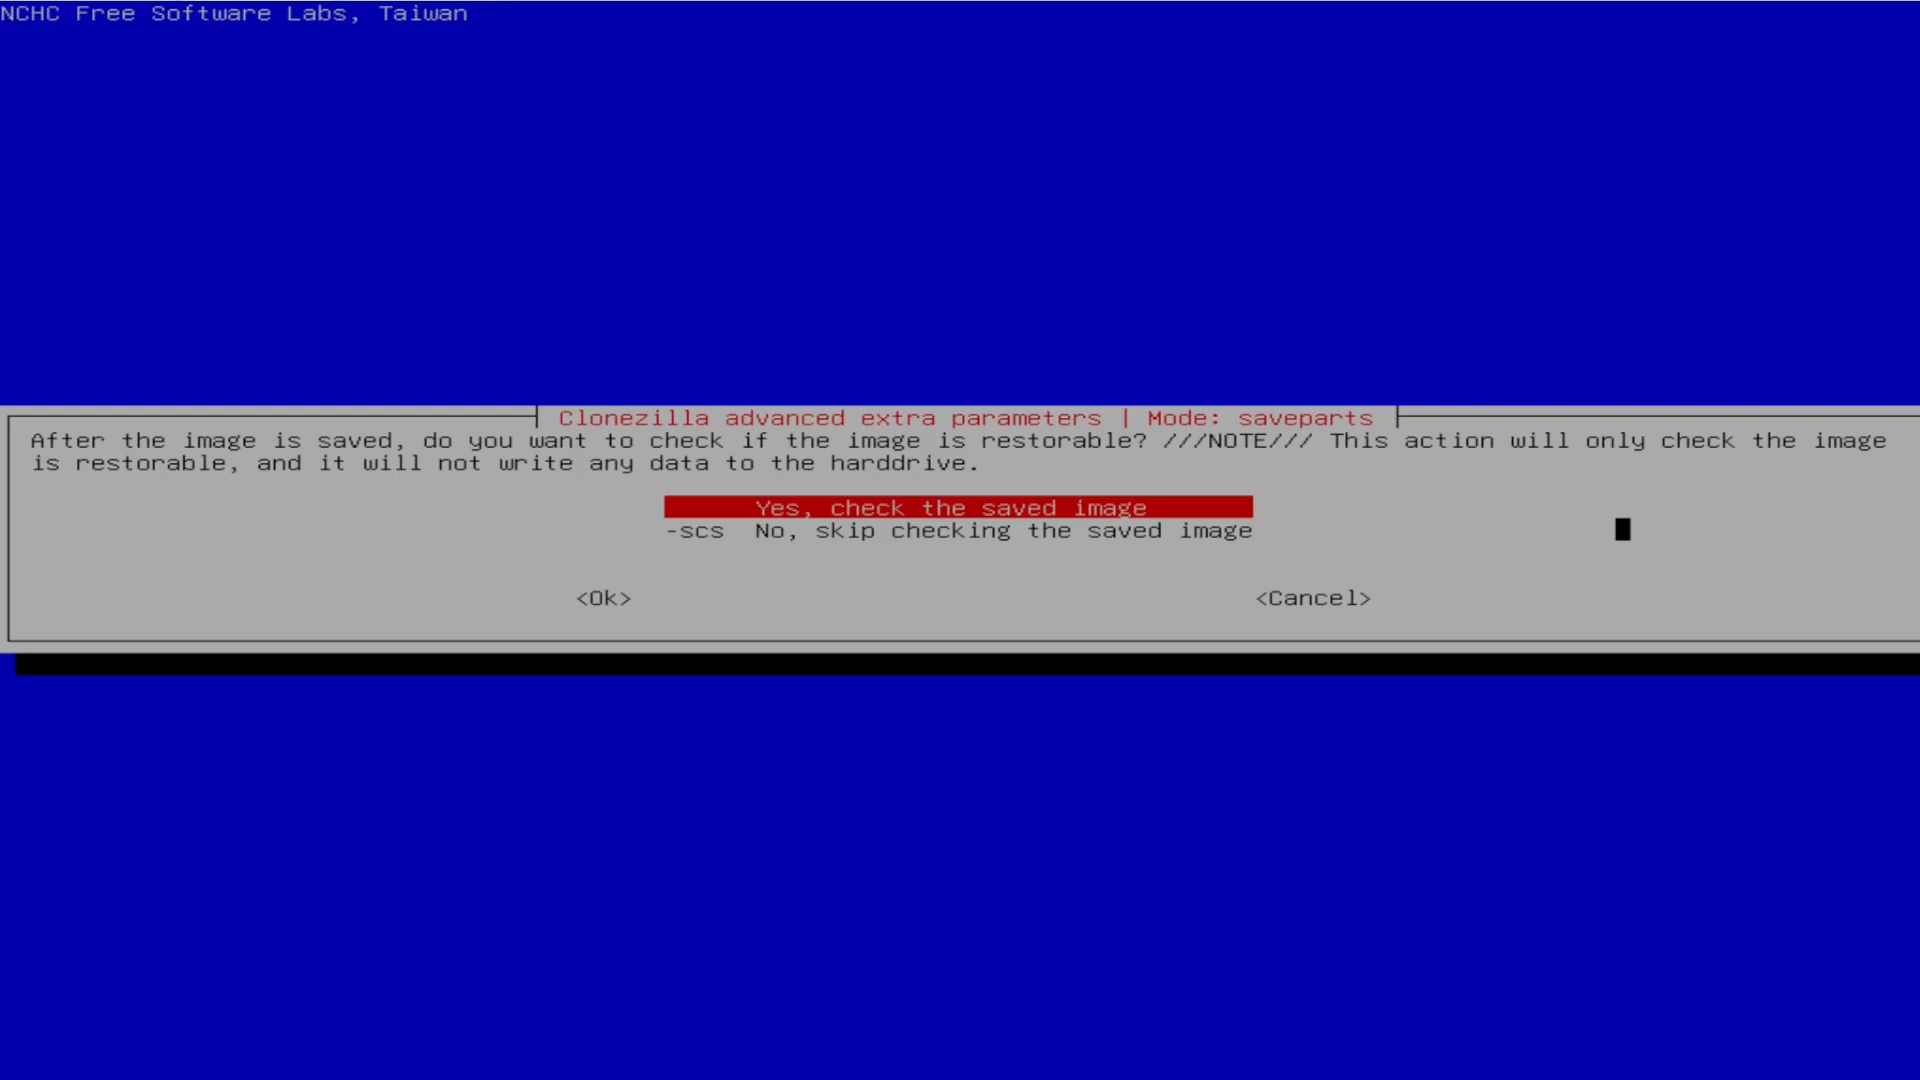 NCHC Free Software Labs, Taiwan
Clonezilla advanced extra parameters | Mode: saveparts
After the image is saved, do you want to check if the image is restorable? ///NOTE/// This action will only check the image
is restorable, and it will not write any data to the harddrive.
Yes, check the saved image
-scs  No, skip checking the saved image
<Ok> <Cancel>